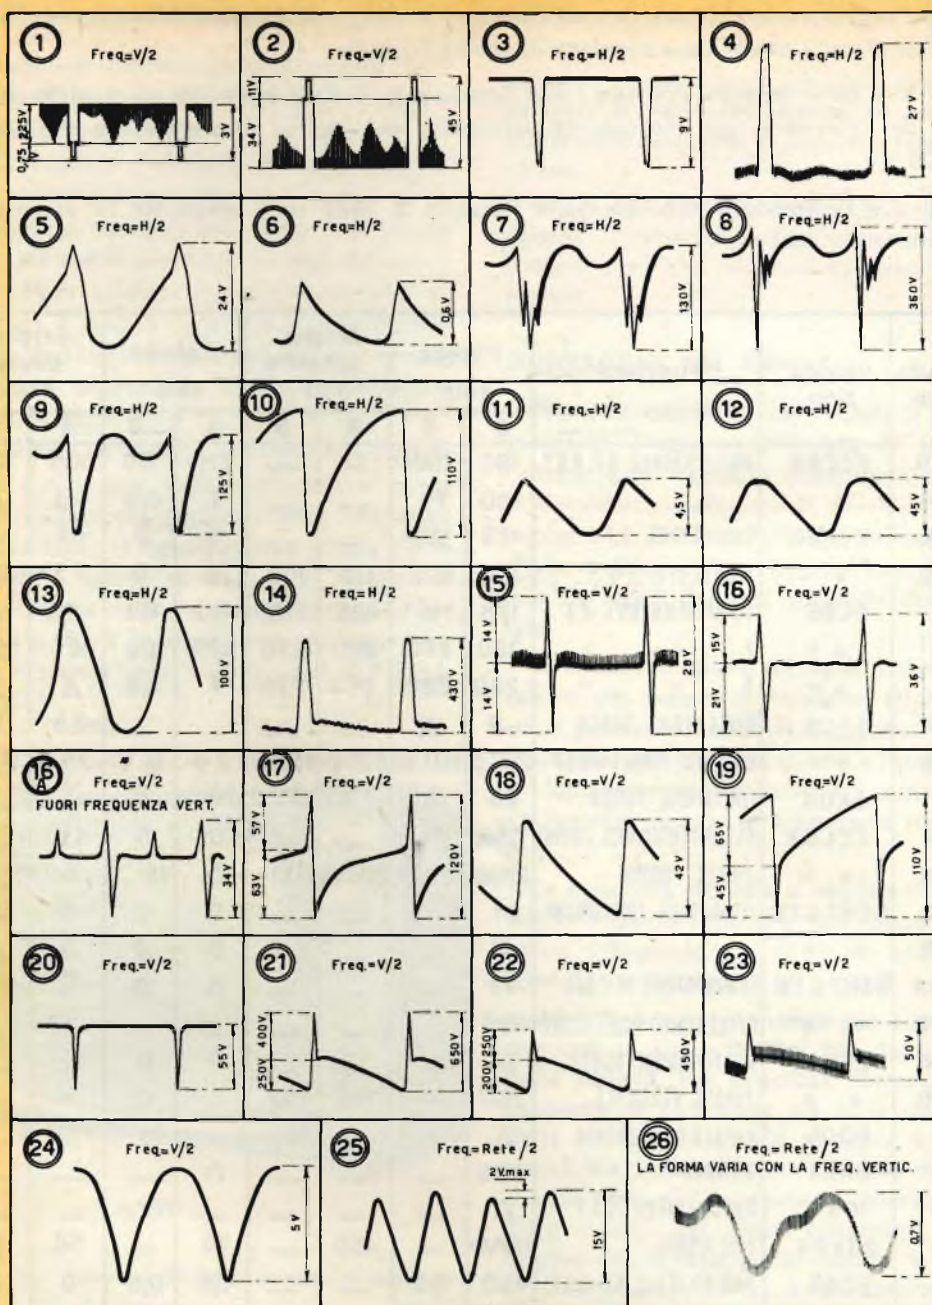 1
Freq.=V/2
2,25V
0,75
V
3V
2
Freq.=V/2
11V
34V
45V
3
Freq.=H/2
9V
4
Freq.=H/2
27V
5
Freq.=H/2
24V
6
Freq.=H/2
0,6V
7
Freq.=H/2
130V
8
Freq.=H/2
360V
9
Freq.=H/2
125V
10
Freq.=H/2
110V
11
Freq.=H/2
4,5V
12
Freq.=H/2
45V
13
Freq.=H/2
100V
14
Freq.=H/2
430V
15
Freq.=V/2
14V
14V
28V
16
Freq.=V/2
15V
21V
36V
16
A
Freq.=V/2
FUORI FREQUENZA VERT.
34V
17
Freq.=V/2
57V
63V
120V
18
Freq.=V/2
42V
19
Freq.=V/2
65V
45V
110V
20
Freq.=V/2
55V
21
Freq.=V/2
400V
250V
650V
22
Freq.=V/2
250V
200V
450V
23
Freq.=V/2
50V
24
Freq.=V/2
5V
25
Freq.=Rete/2
2V.max
15V
26
Freq.=Rete/2
LA FORMA VARIA CON LA FREQ. VERTIC.
0,7V